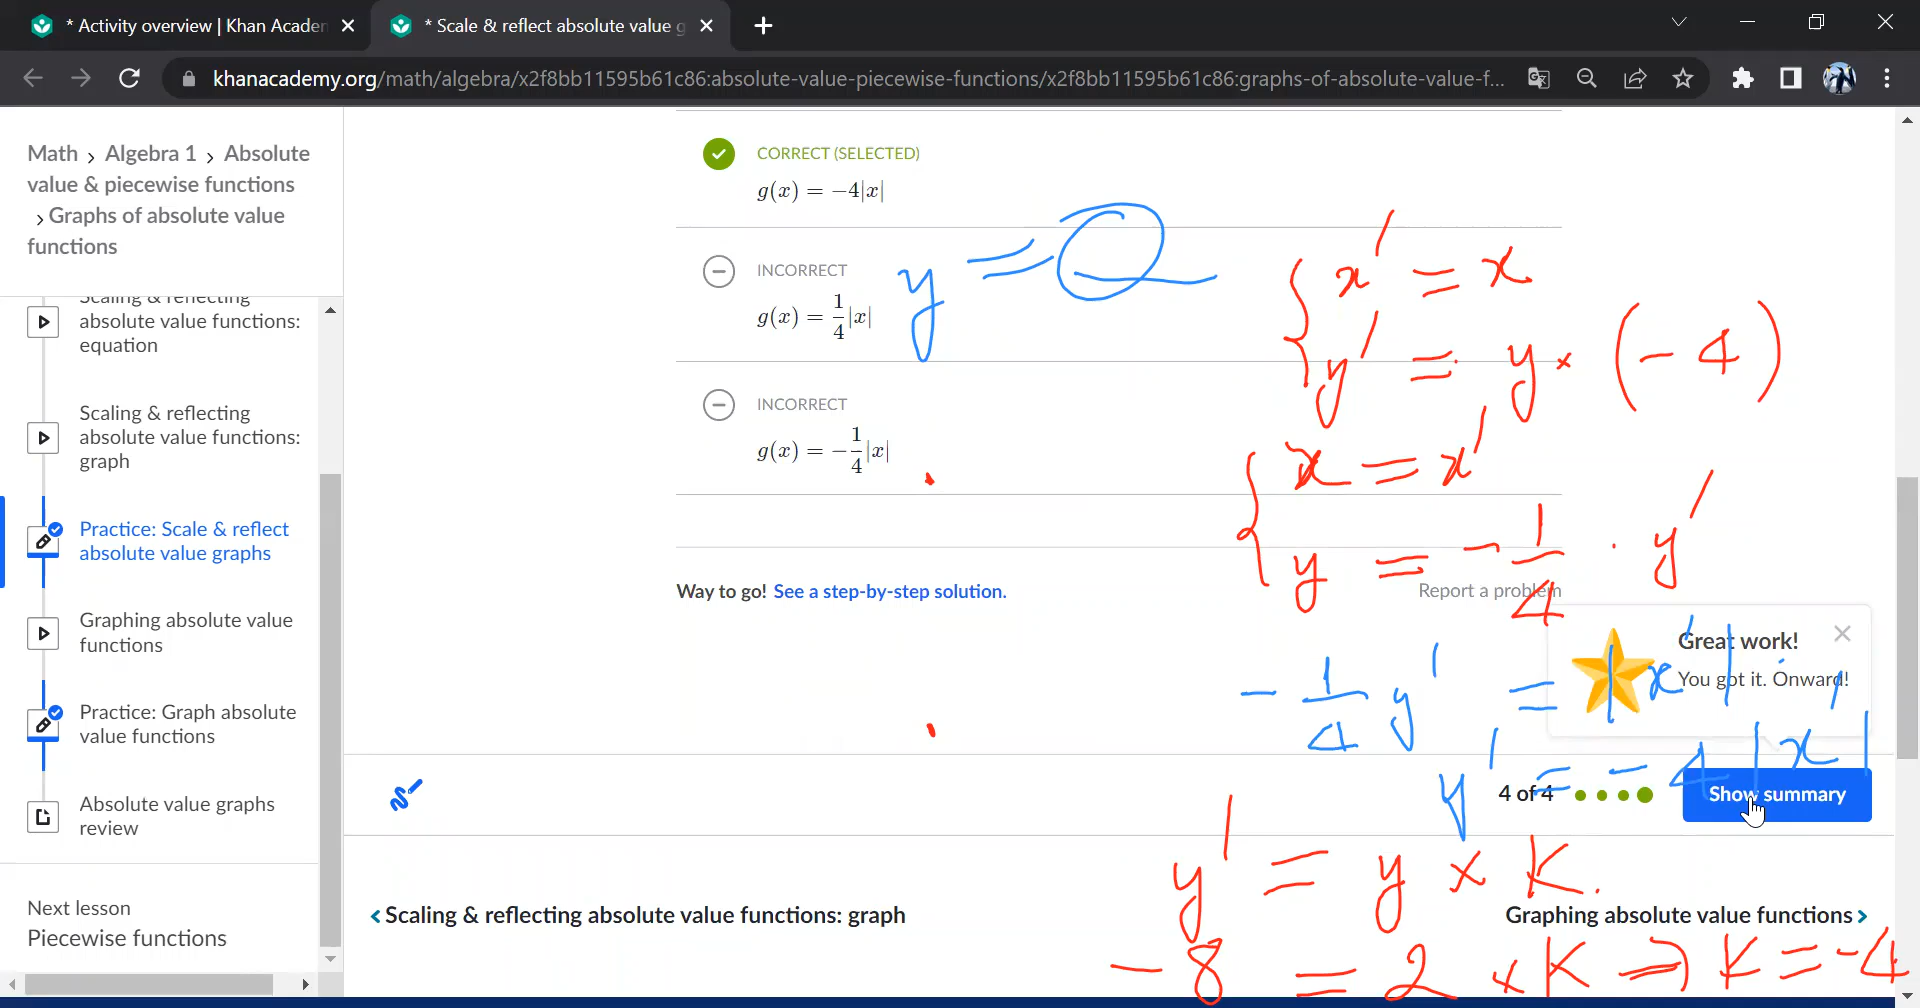 * Activity overview | Khan Acaden
* Scale & reflect absolute value g
khanacademy.org/math/algebra/x2f8bb11595b61c86:absolute-value-piecewise-functions/x2f8bb11595b61c86:graphs-of-absolute-value-f...
Math > Algebra 1 > Absolute
value & piecewise functions
> Graphs of absolute value
functions
Scaling & reflecting
absolute value functions:
equation
Scaling & reflecting
absolute value functions:
graph
Practice: Scale & reflect
absolute value graphs
Graphing absolute value
functions
Practice: Graph absolute
value functions
Absolute value graphs
review
Next lesson
Piecewise functions
CORRECT (SELECTED)
g(x) = −4|x|
INCORRECT
g(x) = 1/4|x|
INCORRECT
g(x) = −1/4|x|
y =
x' = x
y' = y × (-4)
x = x'
y = -1/4 · y'
-1/4 y' = |x'|
y' = -4|x'|
y' = y × K.
-8 = 2 × K ⇒ K = -4
Way to go! See a step-by-step solution.
Report a problem
Great work!
You got it. Onward!
4 of 4
Show summary
< Scaling & reflecting absolute value functions: graph
Graphing absolute value functions >